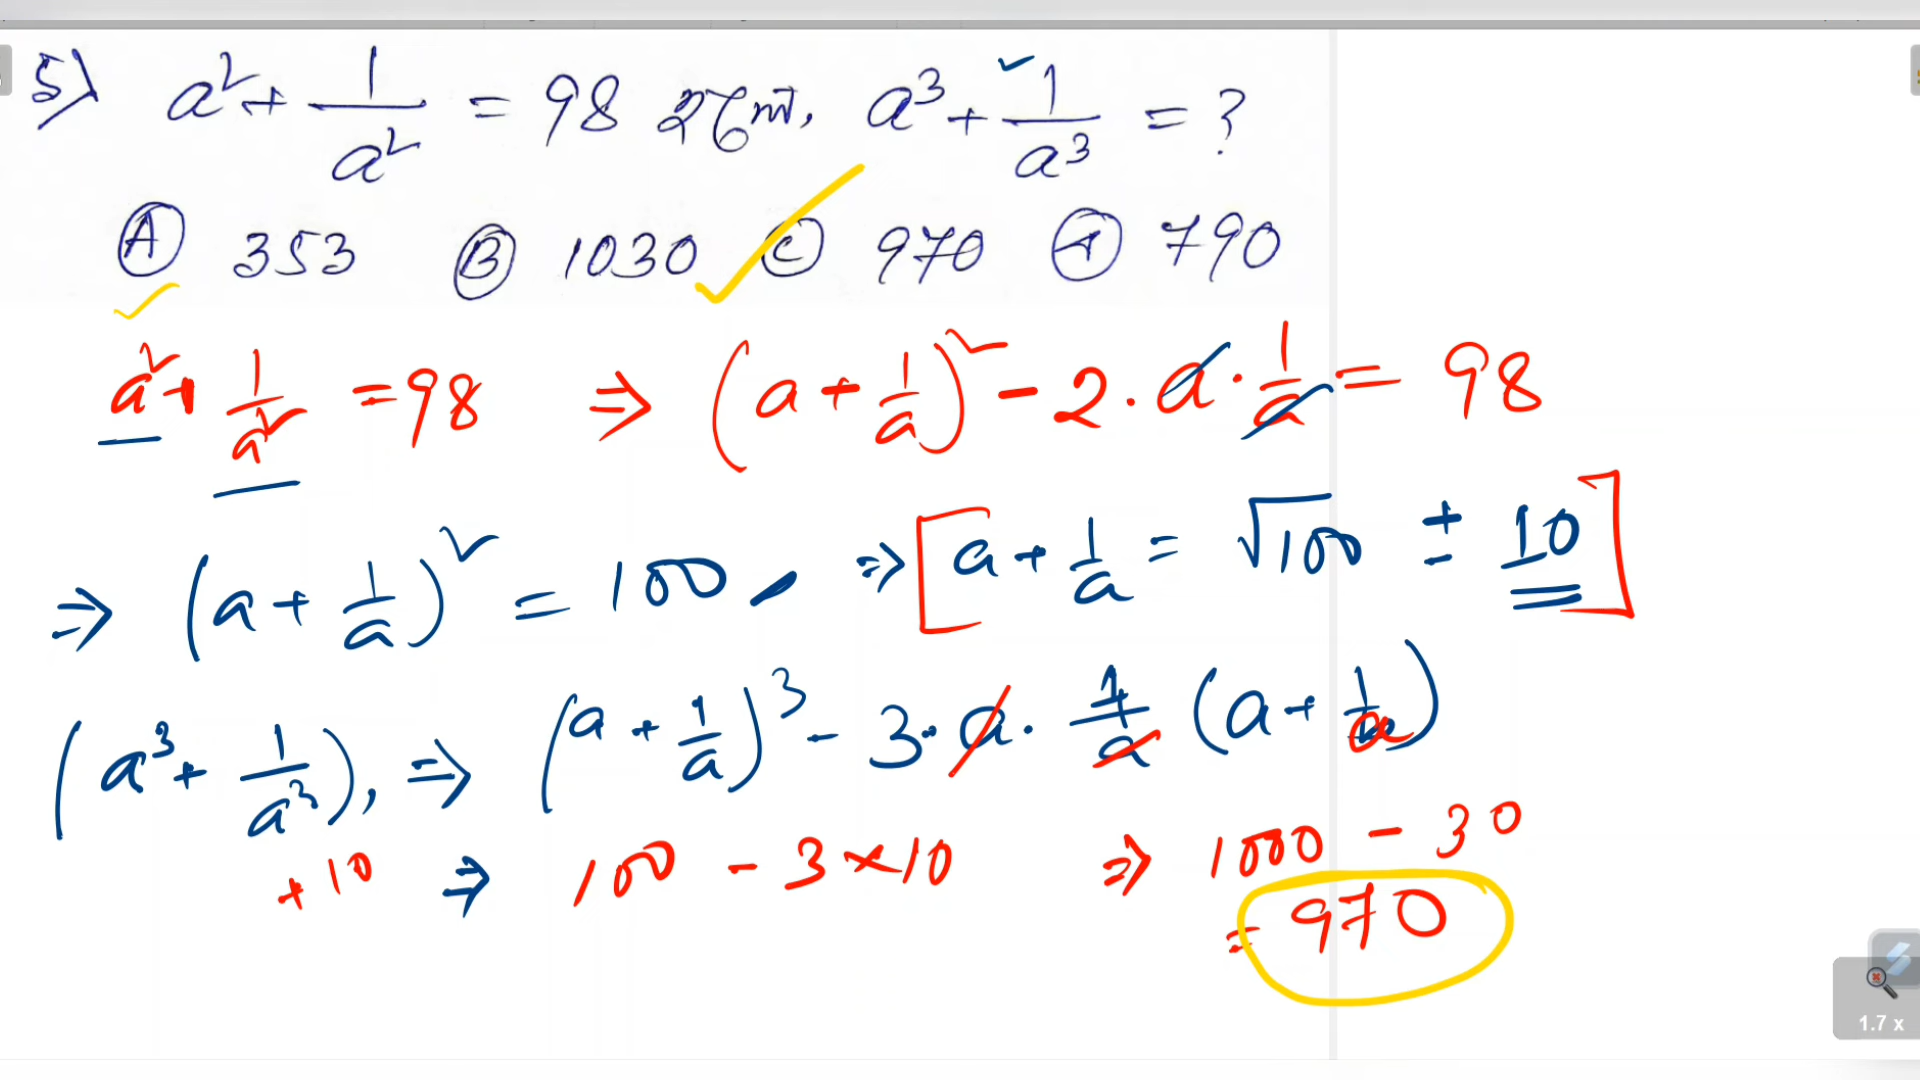 5) a² + 1/a² = 98 হলে, a³ + 1/a³ = ?
Ⓐ 353 Ⓑ 1030 Ⓒ 970 790
a² + 1/a² = 98 ⇒ (a + 1/a)² - 2 . a . 1/a = 98
⇒ (a + 1/a)² = 100 ⇒ [a + 1/a = √100 ± 10]
(a³ + 1/a³), ⇒ (a + 1/a)³ - 3 . a . 1/a (a + 1/a)
+10 ⇒ 100 - 3×10 ⇒ 1000 - 30
= 970
1.7 x